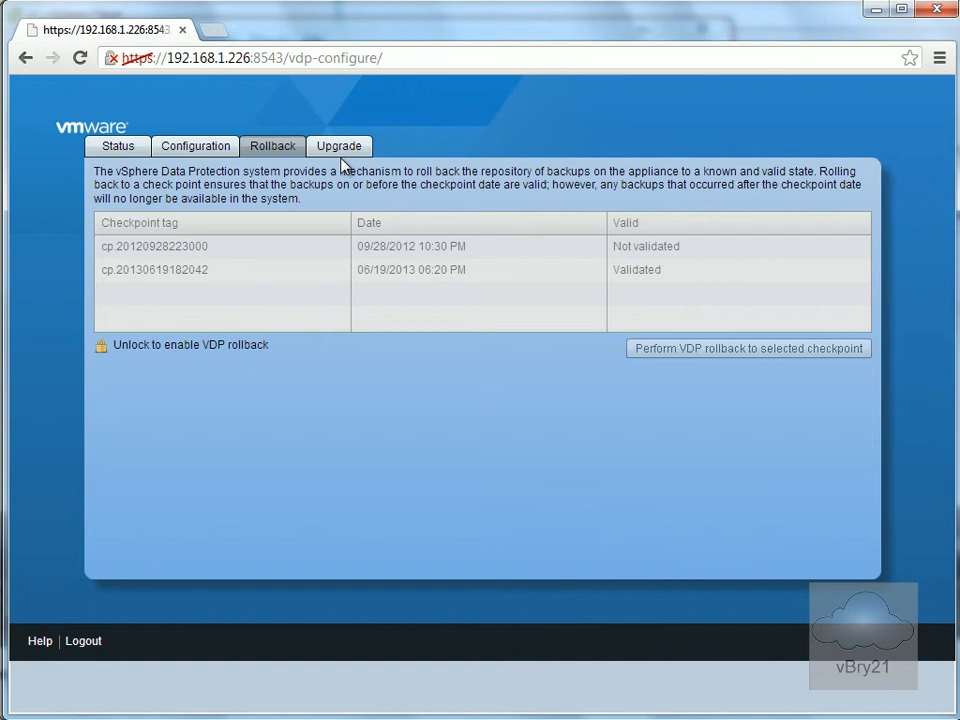 https://192.168.1.226:8543
https://192.168.1.226:8543/vdp-configure/
vmware
Status
Configuration
Rollback
Upgrade
The vSphere Data Protection system provides a mechanism to roll back the repository of backups on the appliance to a known and valid state. Rolling
back to a check point ensures that the backups on or before the checkpoint date are valid; however, any backups that occurred after the checkpoint date
will no longer be available in the system.
Checkpoint tag
Date
Valid
cp.20120928223000
09/28/2012 10:30 PM
Not validated
cp.20130619182042
06/19/2013 06:20 PM
Validated
Unlock to enable VDP rollback
Perform VDP rollback to selected checkpoint
Help
Logout
vBry21